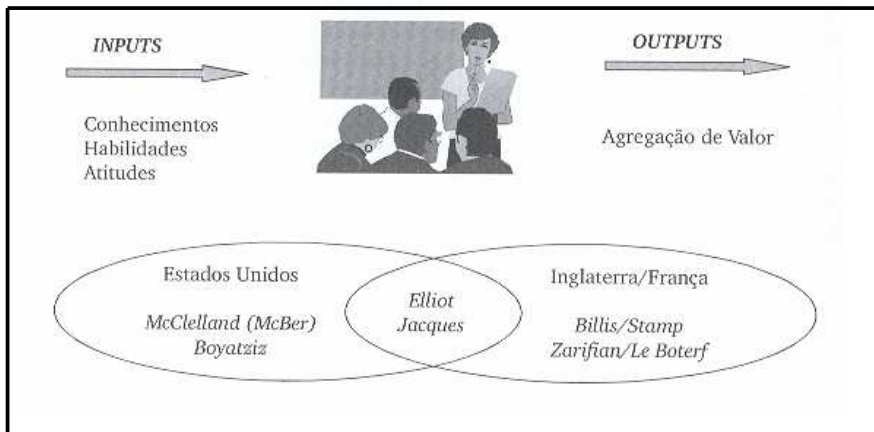 INPUTS
OUTPUTS
Conhecimentos
Habilidades
Atitudes
Agregação de Valor
Estados Unidos
McClelland (McBer)
Boyatziz
Elliot
Jacques
Inglaterra/França
Billis/Stamp
Zarifian/Le Boterf